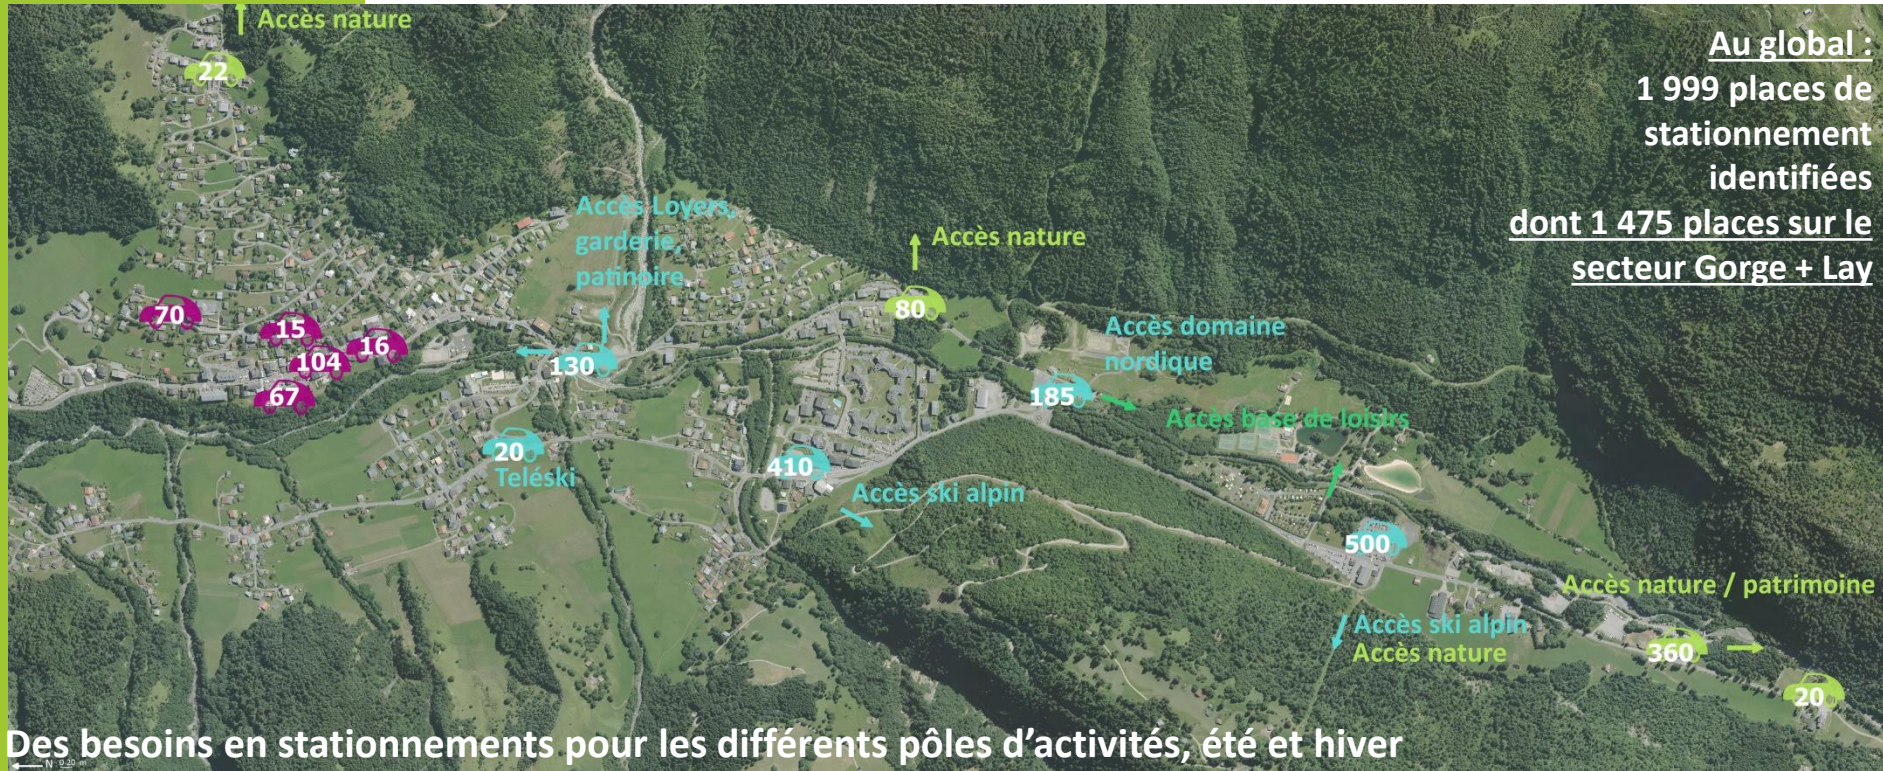 Accès nature
22
Au global :
1 999 places de
stationnement
identifiées
dont 1 475 places sur le
secteur Gorge + Lay
Accès Loyers,
garderie,
patinoire
Accès nature
80
70
15
16
104
67
130
Accès domaine
nordique
185
Accès base de loisirs
20
Teléski
410
Accès ski alpin
500
Accès nature / patrimoine
Accès ski alpin
Accès nature
360
20
Des besoins en stationnements pour les différents pôles d’activités, été et hiver
N 0 20 m